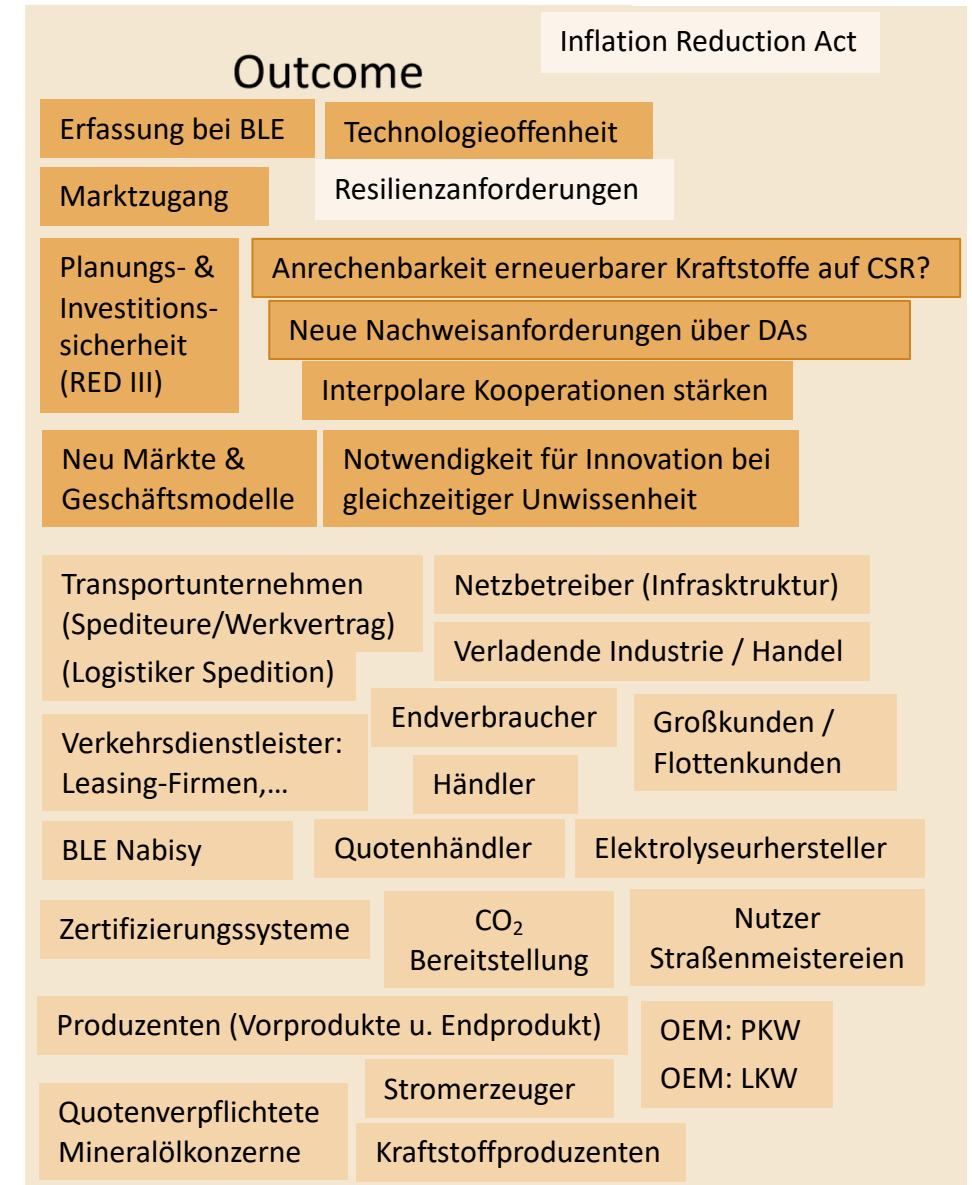 Inflation Reduction Act
Outcome
Erfassung bei BLE
Technologieoffenheit
Marktzugang
Resilienzanforderungen
Planungs- &
Investitions-
sicherheit
(RED III)
Anrechenbarkeit erneuerbarer Kraftstoffe auf CSR?
Neue Nachweisanforderungen über DAs
Interpolare Kooperationen stärken
Neu Märkte &
Geschäftsmodelle
Notwendigkeit für Innovation bei
gleichzeitiger Unwissenheit
Transportunternehmen
(Spediteure/Werkvertrag)
(Logistiker Spedition)
Netzbetreiber (Infrasktruktur)
Verladende Industrie / Handel
Verkehrsdienstleister:
Leasing-Firmen,...
Endverbraucher
Händler
Großkunden /
Flottenkunden
BLE Nabisy
Quotenhändler
Elektrolyseurhersteller
Zertifizierungssysteme
CO₂
Bereitstellung
Nutzer
Straßenmeistereien
Produzenten (Vorprodukte u. Endprodukt)
OEM: PKW
OEM: LKW
Stromerzeuger
Quotenverpflichtete
Mineralölkonzerne
Kraftstoffproduzenten